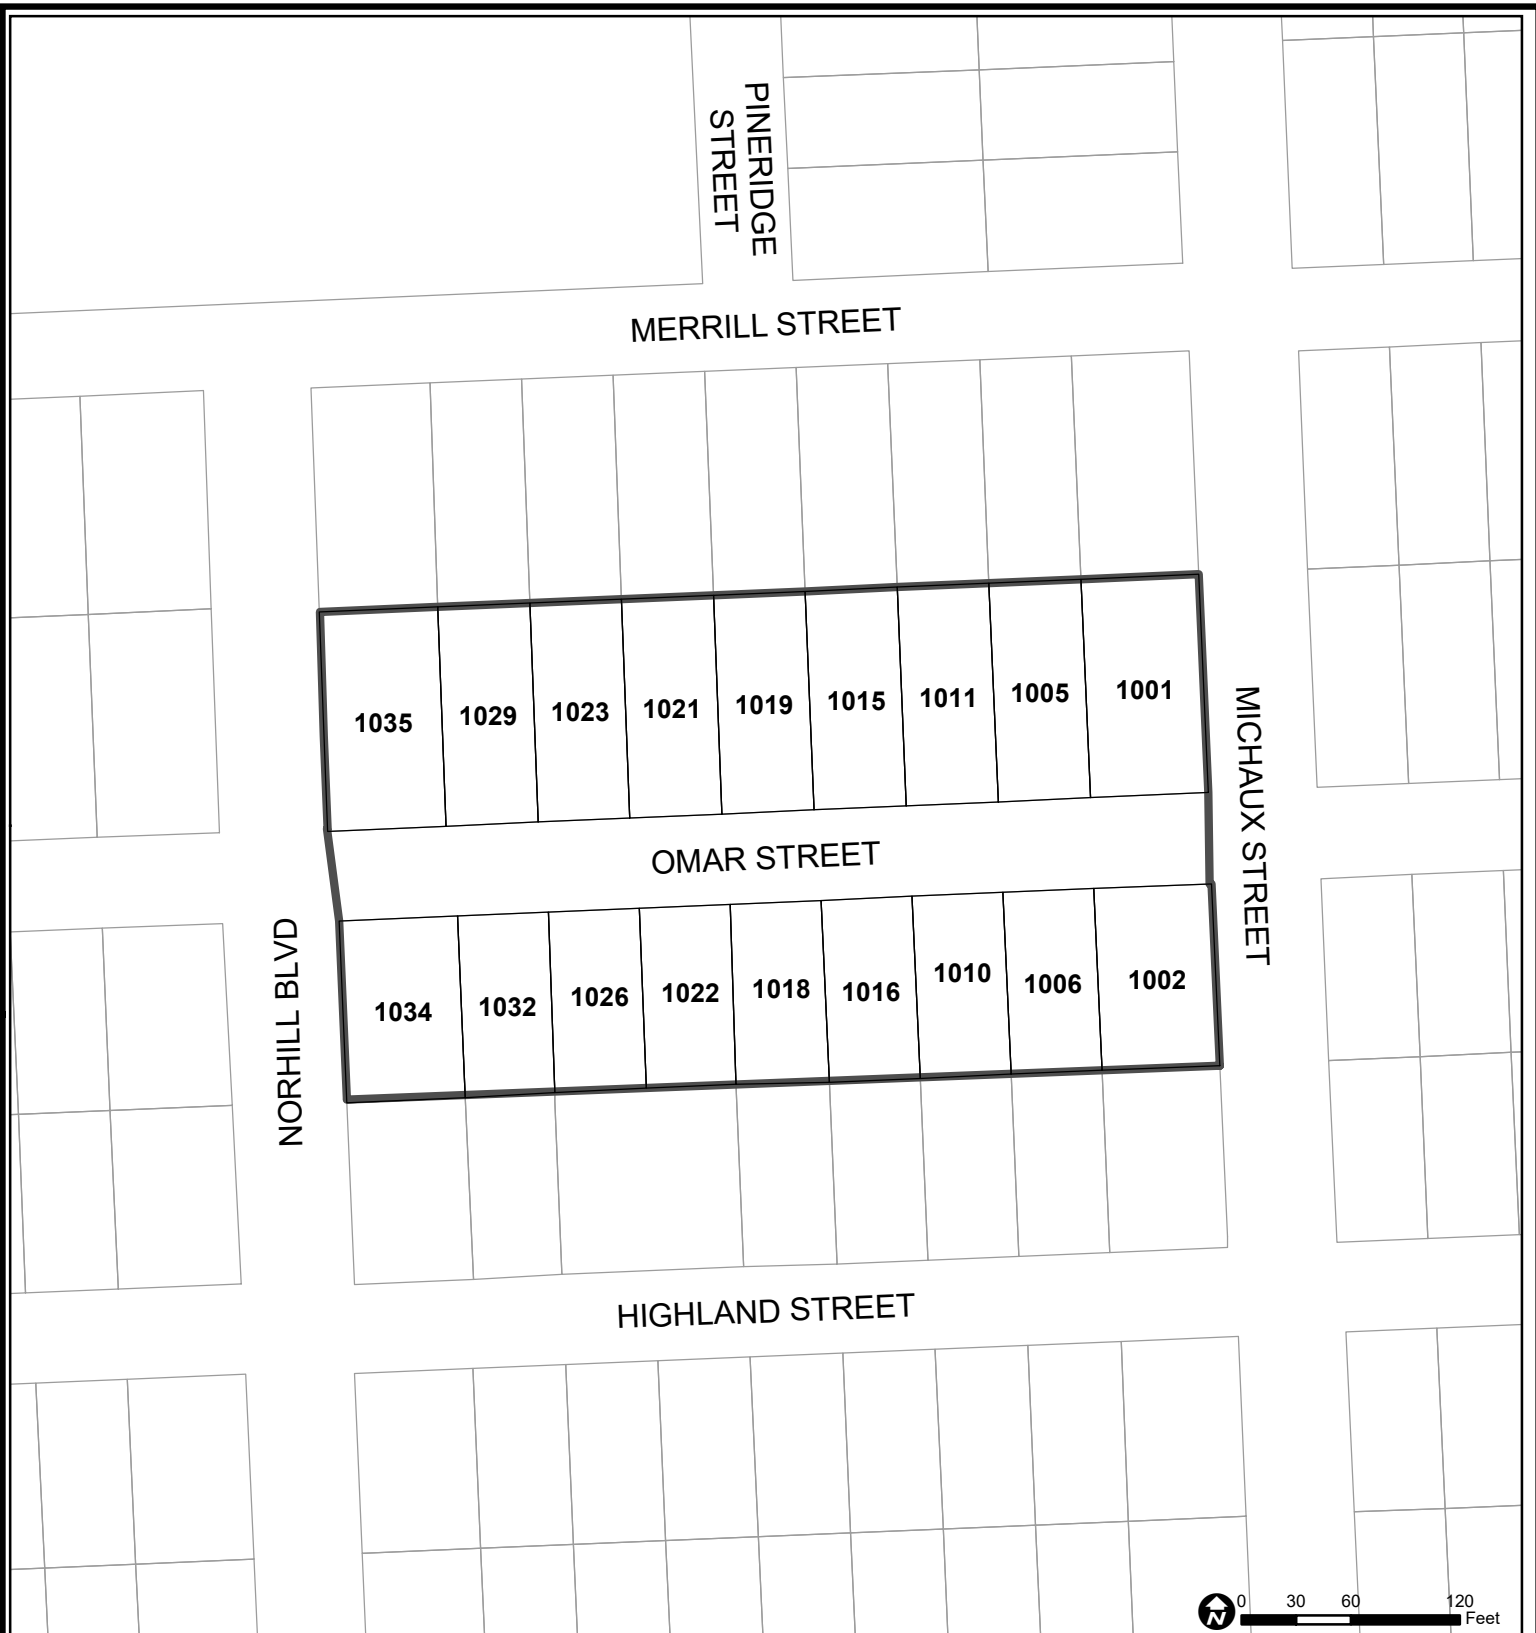 PINERIDGE
STREET
MERRILL STREET
1035 1029 1023 1021 1019 1015 1011 1005 1001
MICHAUX STREET
OMAR STREET
NORHILL BLVD
1034 1032 1026 1022 1018 1016 1010 1006 1002
HIGHLAND STREET
N
0 30 60 120
Feet